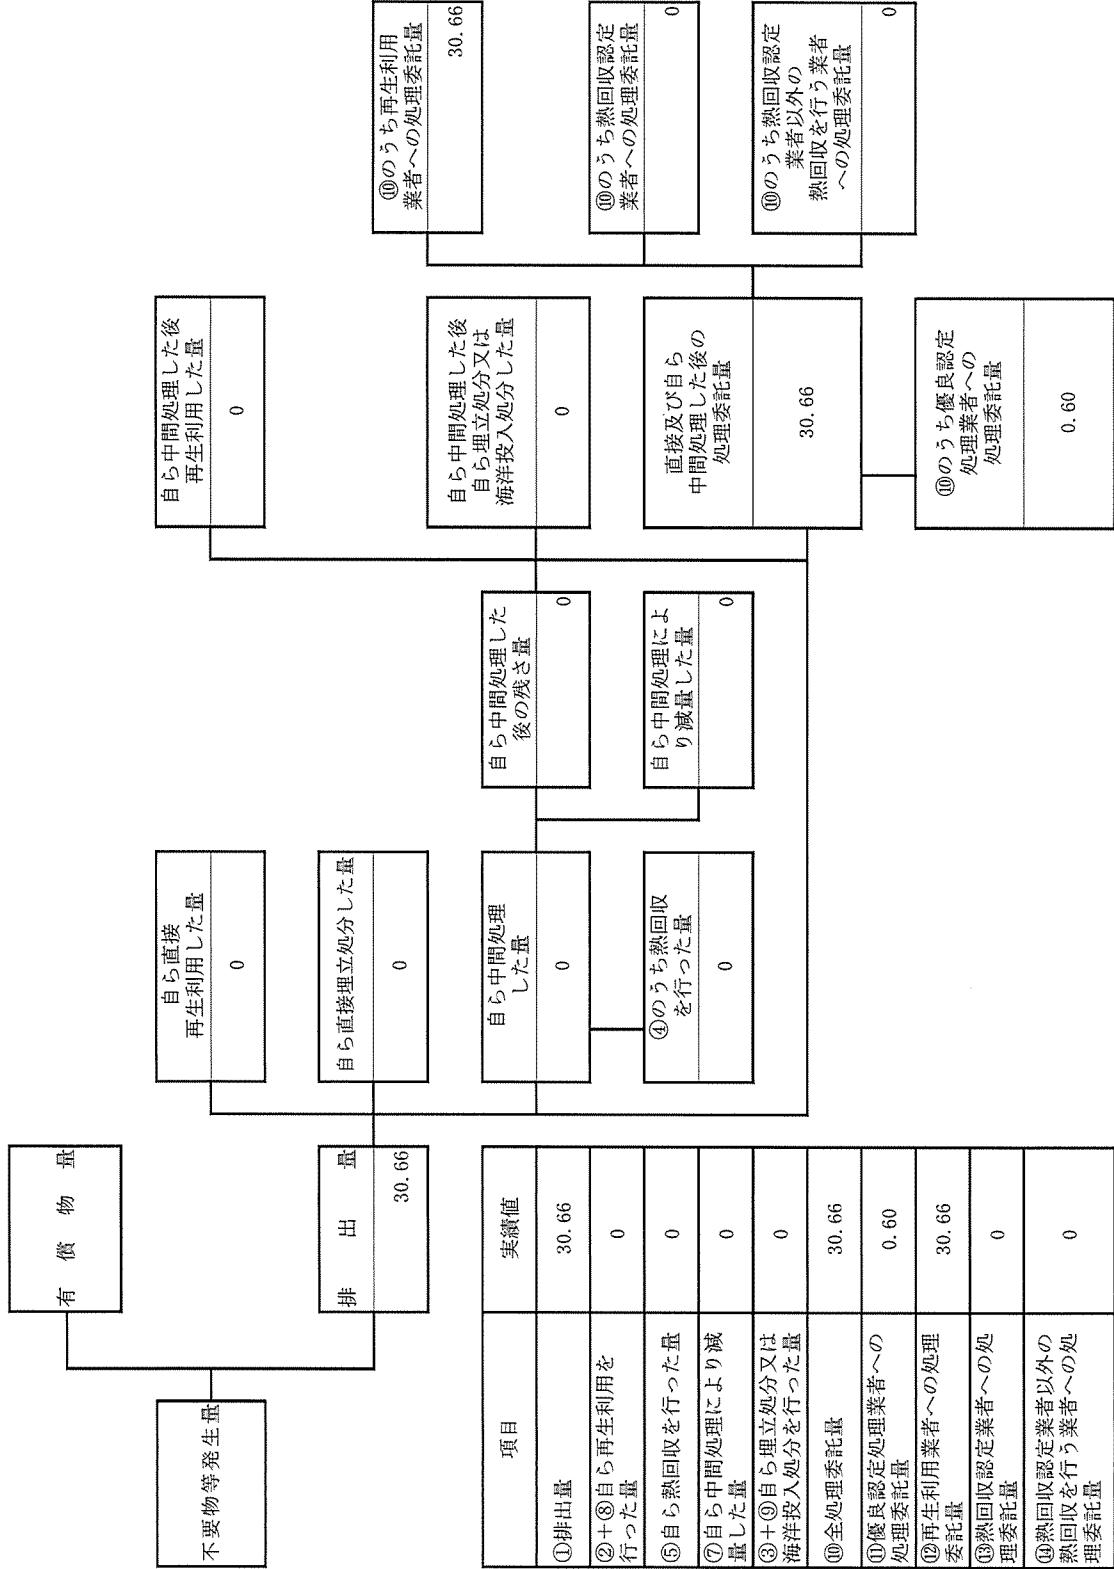 不要物等発生量
有償物量
排出量
30.66
自ら直接
再生利用した量
0
自ら直接埋立処分した量
0
自ら中間処理
した量
0
④のうち熱回収
を行った量
0
自ら中間処理した
後の残さ量
0
自ら中間処理によ
り減量した量
0
自ら中間処理した後
再生利用した量
0
自ら中間処理した後
自ら埋立処分又は
海洋投入処分した量
0
直接及び自ら
中間処理した後の
処理委託量
30.66
⑩のうち優良認定
処理業者への
処理委託量
0.60
⑩のうち再生利用
業者への処理委託量
30.66
⑩のうち熱回収認定
業者への処理委託量
0
⑩のうち熱回収認定
業者以外の
熱回収を行う業者
への処理委託量
0
項目 実績値
①排出量 30.66
②+⑧自ら再生利用を
行った量 0
⑤自ら熱回収を行った量 0
⑦自ら中間処理により減
量した量 0
③+⑨自ら埋立処分又は
海洋投入処分を行った量 0
⑩全処理委託量 30.66
⑪優良認定処理業者への
処理委託量 0.60
⑫再生利用業者への処理
委託量 30.66
⑬熱回収認定業者への処
理委託量 0
⑭熱回収認定業者以外の
熱回収を行う業者への処
理委託量 0